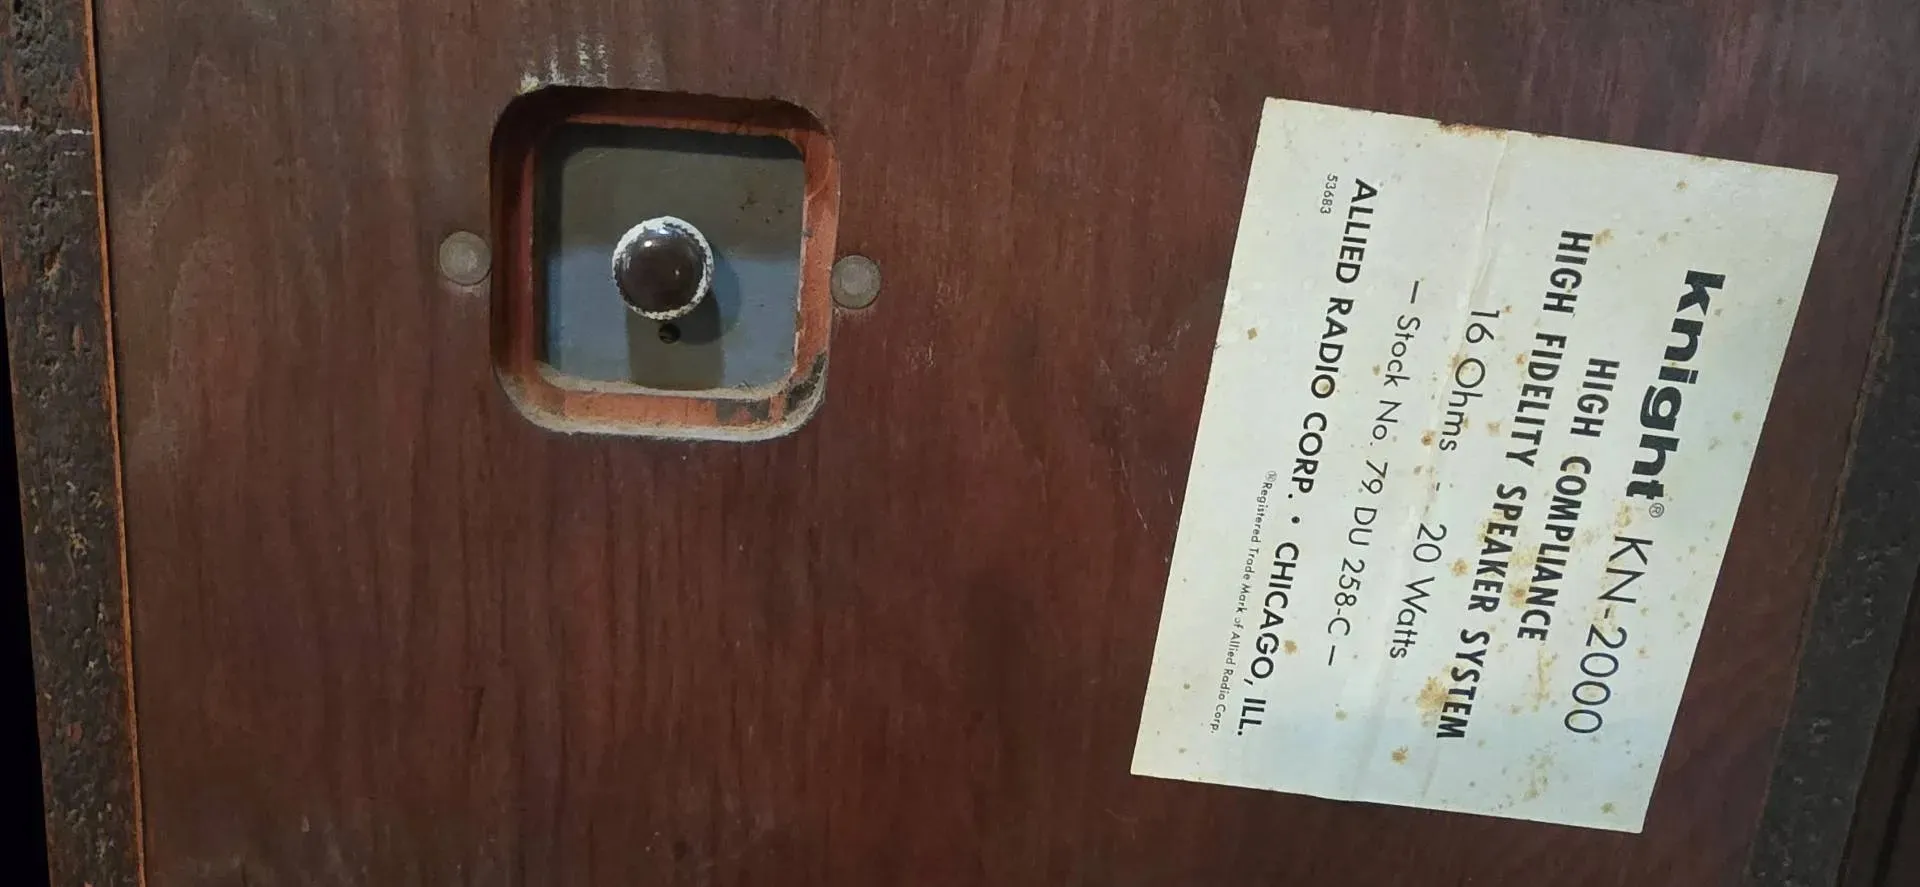 knight® KN-2000
HIGH COMPLIANCE
HIGH FIDELITY SPEAKER SYSTEM
16 Ohms - 20 Watts
— Stock No. 79 DU 258-C —
ALLIED RADIO CORP. • CHICAGO, ILL.
53683
®Registered Trade Mark of Allied Radio Corp.